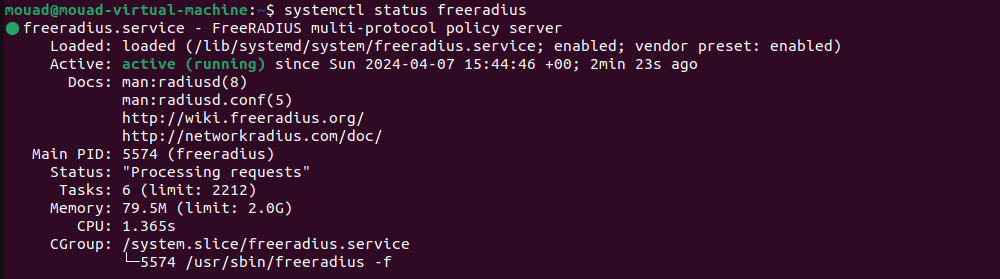 mouad@mouad-virtual-machine:~$ systemctl status freeradius
● freeradius.service - FreeRADIUS multi-protocol policy server
Loaded: loaded (/lib/systemd/system/freeradius.service; enabled; vendor preset: enabled)
Active: active (running) since Sun 2024-04-07 15:44:46 +00; 2min 23s ago
Docs: man:radiusd(8)
man:radiusd.conf(5)
http://wiki.freeradius.org/
http://networkradius.com/doc/
Main PID: 5574 (freeradius)
Status: "Processing requests"
Tasks: 6 (limit: 2212)
Memory: 79.5M (limit: 2.0G)
CPU: 1.365s
CGroup: /system.slice/freeradius.service
└─5574 /usr/sbin/freeradius -f